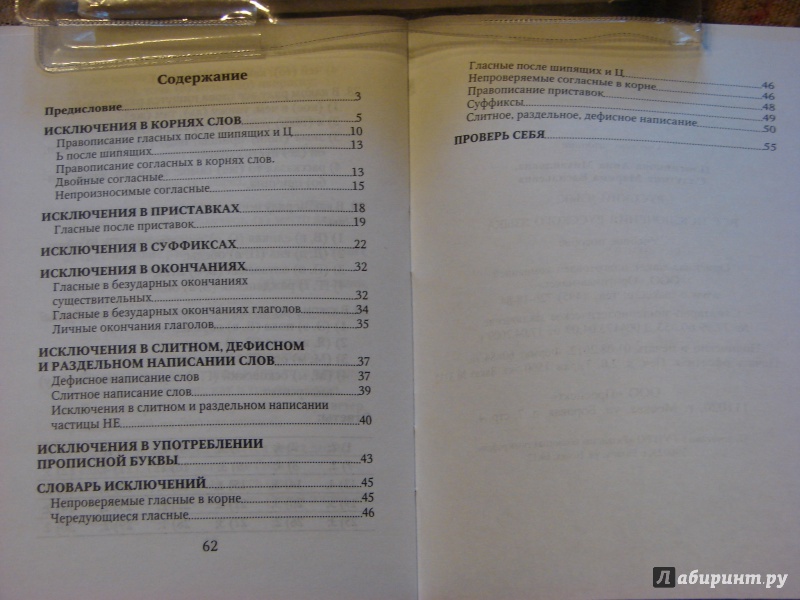 Содержание
Предисловие 3
ИСКЛЮЧЕНИЯ В КОРНЯХ СЛОВ 5
Правописание гласных после шипящих и Ц 10
Ь после шипящих 13
Правописание согласных в корнях слов.
Двойные согласные 13
Непроизносимые согласные 15
ИСКЛЮЧЕНИЯ В ПРИСТАВКАХ 18
Гласные после приставок 19
ИСКЛЮЧЕНИЯ В СУФФИКСАХ 22
ИСКЛЮЧЕНИЯ В ОКОНЧАНИЯХ 32
Гласные в безударных окончаниях
существительных 32
Гласные в безударных окончаниях глаголов 34
Личные окончания глаголов 35
ИСКЛЮЧЕНИЯ В СЛИТНОМ, ДЕФИСНОМ
И РАЗДЕЛЬНОМ НАПИСАНИИ СЛОВ 37
Дефисное написание слов 37
Слитное написание слов 39
Исключения в слитном и раздельном написании
частицы НЕ 40
ИСКЛЮЧЕНИЯ В УПОТРЕБЛЕНИИ
ПРОПИСНОЙ БУКВЫ 43
СЛОВАРЬ ИСКЛЮЧЕНИЙ 45
Непроверяемые гласные в корне 45
Чередующиеся гласные 46
62
Гласные после шипящих и Ц 46
Непроверяемые согласные в корне 46
Правописание приставок 48
Суффиксы 49
Слитное, раздельное, дефисное написание 50
ПРОВЕРЬ СЕБЯ 55
Лабиринт.ру